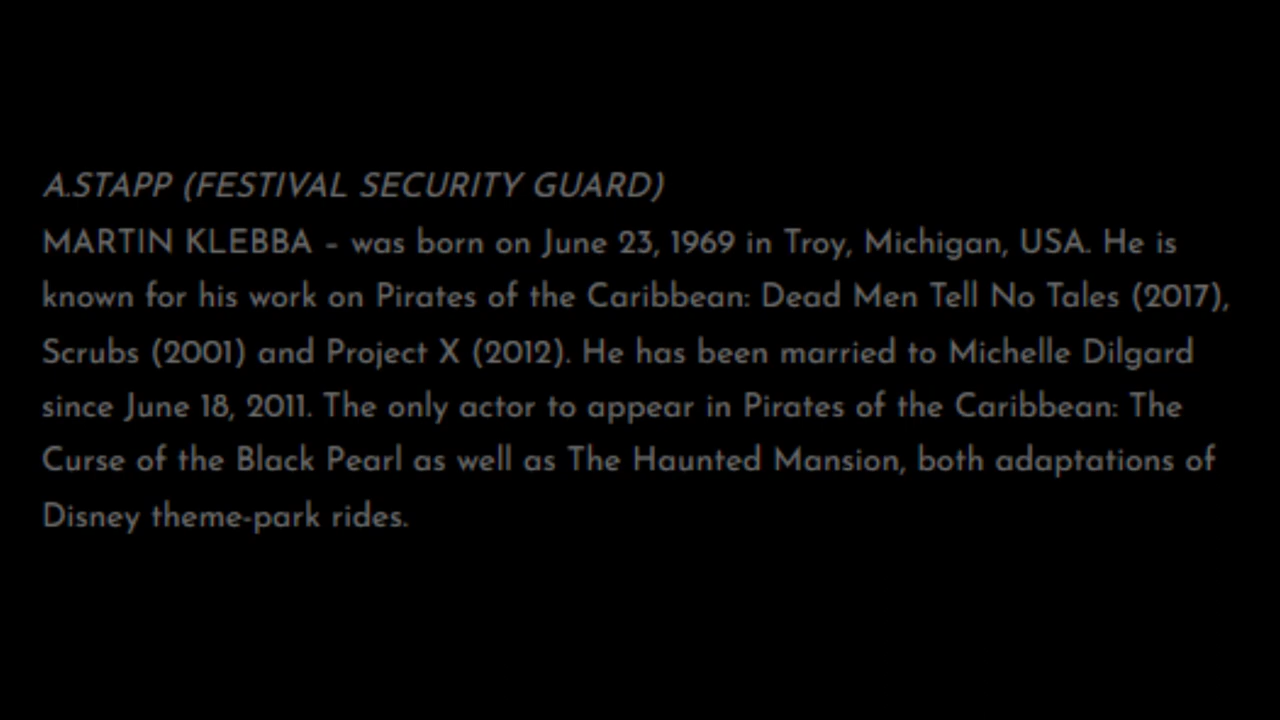 A.STAPP (FESTIVAL SECURITY GUARD)
MARTIN KLEBBA – was born on June 23, 1969 in Troy, Michigan, USA. He is
known for his work on Pirates of the Caribbean: Dead Men Tell No Tales (2017),
Scrubs (2001) and Project X (2012). He has been married to Michelle Dilgard
since June 18, 2011. The only actor to appear in Pirates of the Caribbean: The
Curse of the Black Pearl as well as The Haunted Mansion, both adaptations of
Disney theme-park rides.